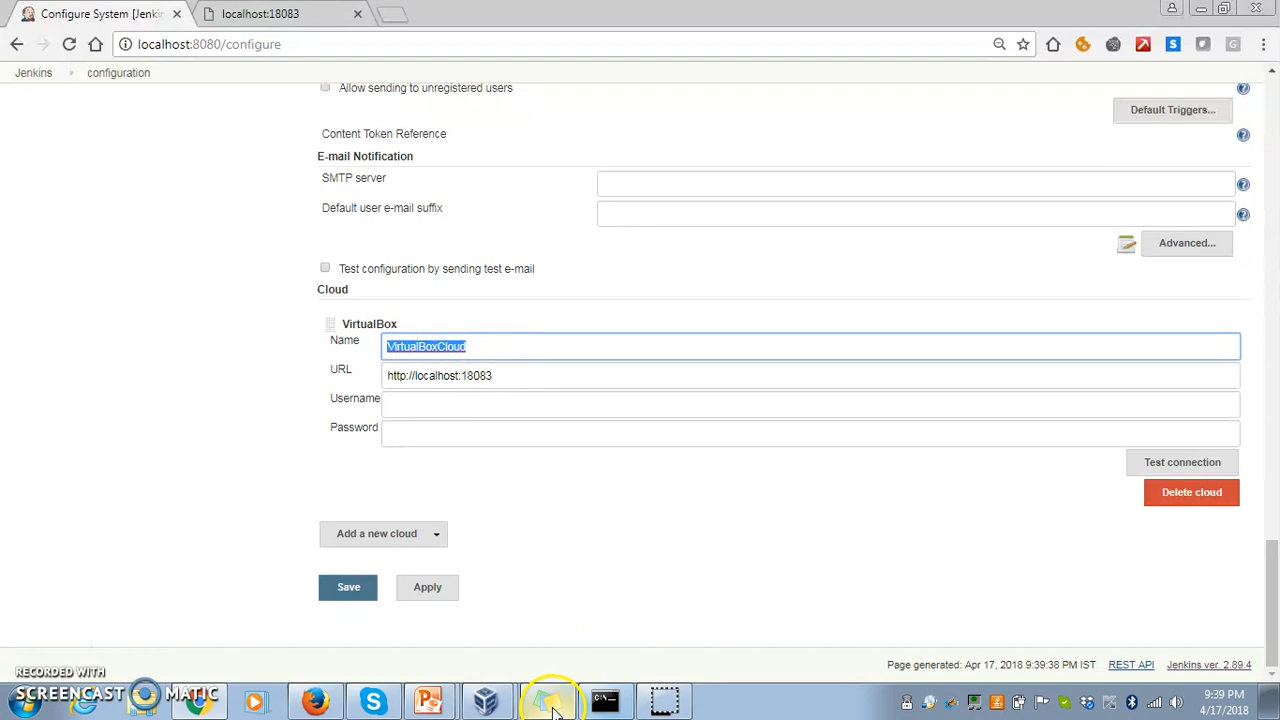 Configure System [Jenki
localhost:18083
localhost:8080/configure
Jenkins
configuration
Allow sending to unregistered users
Default Triggers...
Content Token Reference
E-mail Notification
SMTP server
Default user e-mail suffix
Advanced...
Test configuration by sending test e-mail
Cloud
VirtualBox
Name
VirtualBoxCloud
URL
http://localhost:18083
Username
Password
Test connection
Delete cloud
Add a new cloud
Save
Apply
Page generated: Apr 17, 2018 9:39:38 PM IST
REST API
Jenkins ver. 2.89.4
RECORDED WITH
SCREENCAST MATIC
9:39 PM
4/17/2018